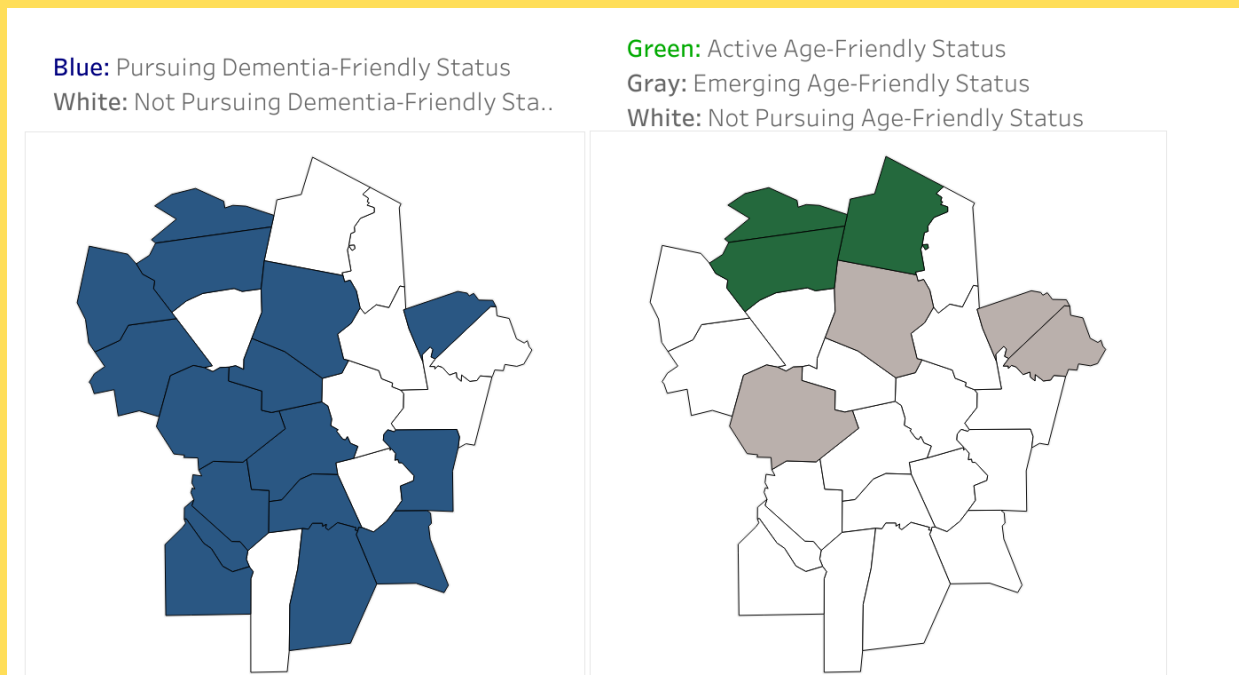 Blue: Pursuing Dementia-Friendly Status
White: Not Pursuing Dementia-Friendly Sta..
Green: Active Age-Friendly Status
Gray: Emerging Age-Friendly Status
White: Not Pursuing Age-Friendly Status